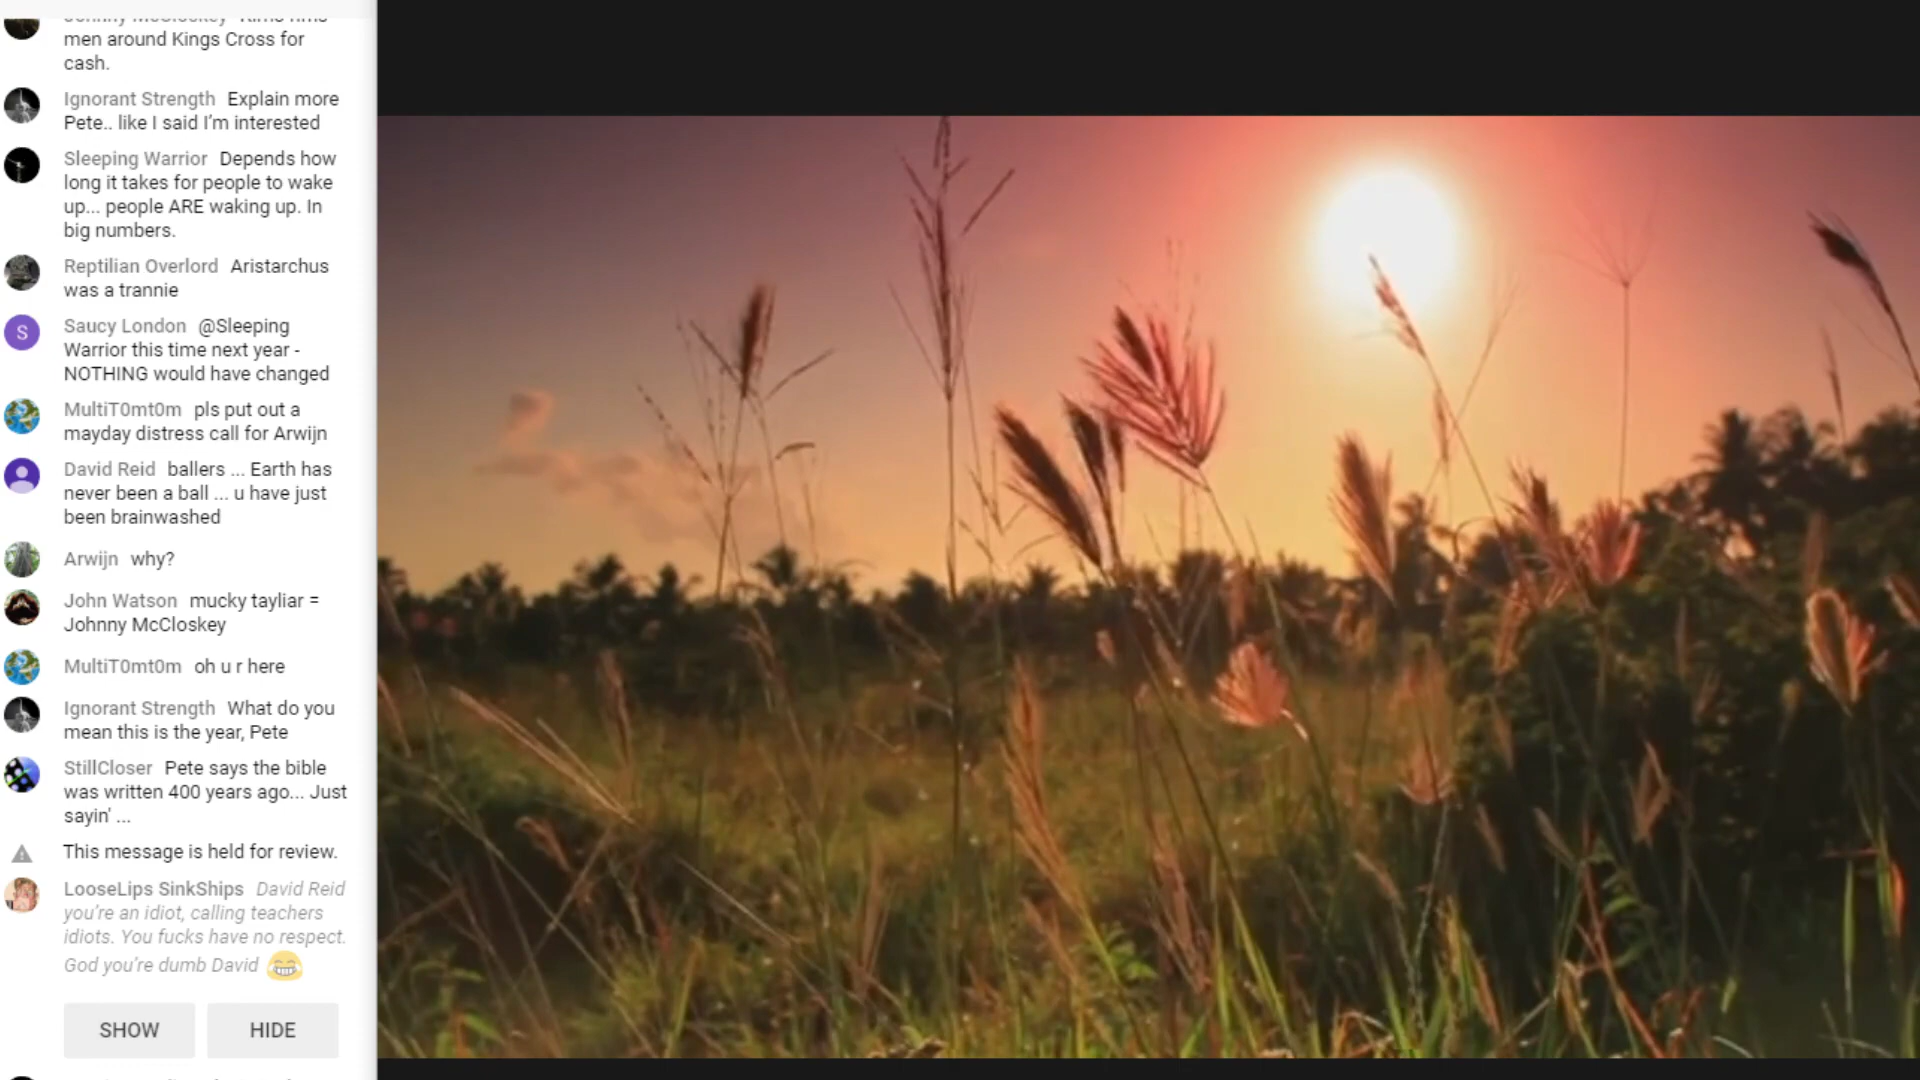 men around Kings Cross for
cash.
Ignorant Strength Explain more
Pete.. like I said I'm interested
Sleeping Warrior Depends how
long it takes for people to wake
up... people ARE waking up. In
big numbers.
Reptilian Overlord Aristarchus
was a trannie
S
Saucy London @Sleeping
Warrior this time next year -
NOTHING would have changed
MultiT0mt0m pls put out a
mayday distress call for Arwijn
David Reid ballers ... Earth has
never been a ball ... u have just
been brainwashed
Arwijn why?
John Watson mucky tayliar =
Johnny McCloskey
MultiT0mt0m oh u r here
Ignorant Strength What do you
mean this is the year, Pete
StillCloser Pete says the bible
was written 400 years ago... Just
sayin' ...
This message is held for review.
LooseLips SinkShips David Reid
you're an idiot, calling teachers
idiots. You fucks have no respect.
God you're dumb David
SHOW HIDE